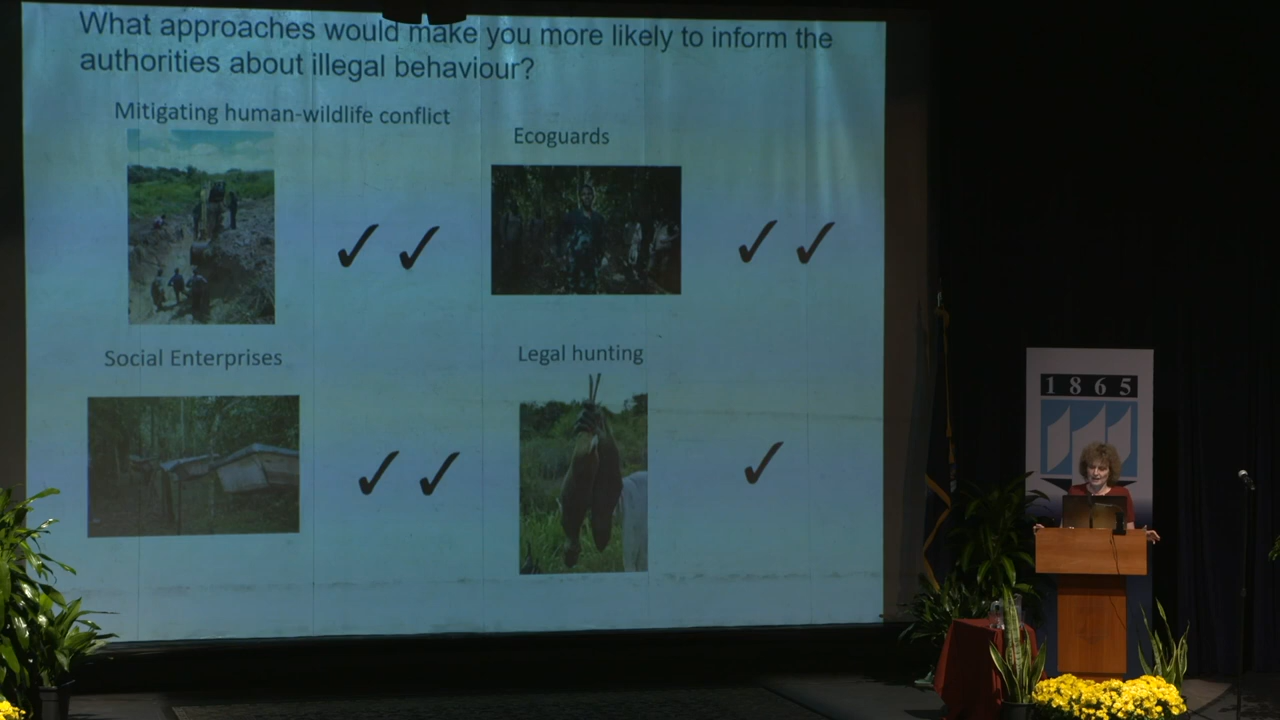 What approaches would make you more likely to inform the
authorities about illegal behaviour?
Mitigating human-wildlife conflict
Ecoguards
Social Enterprises
Legal hunting
1865